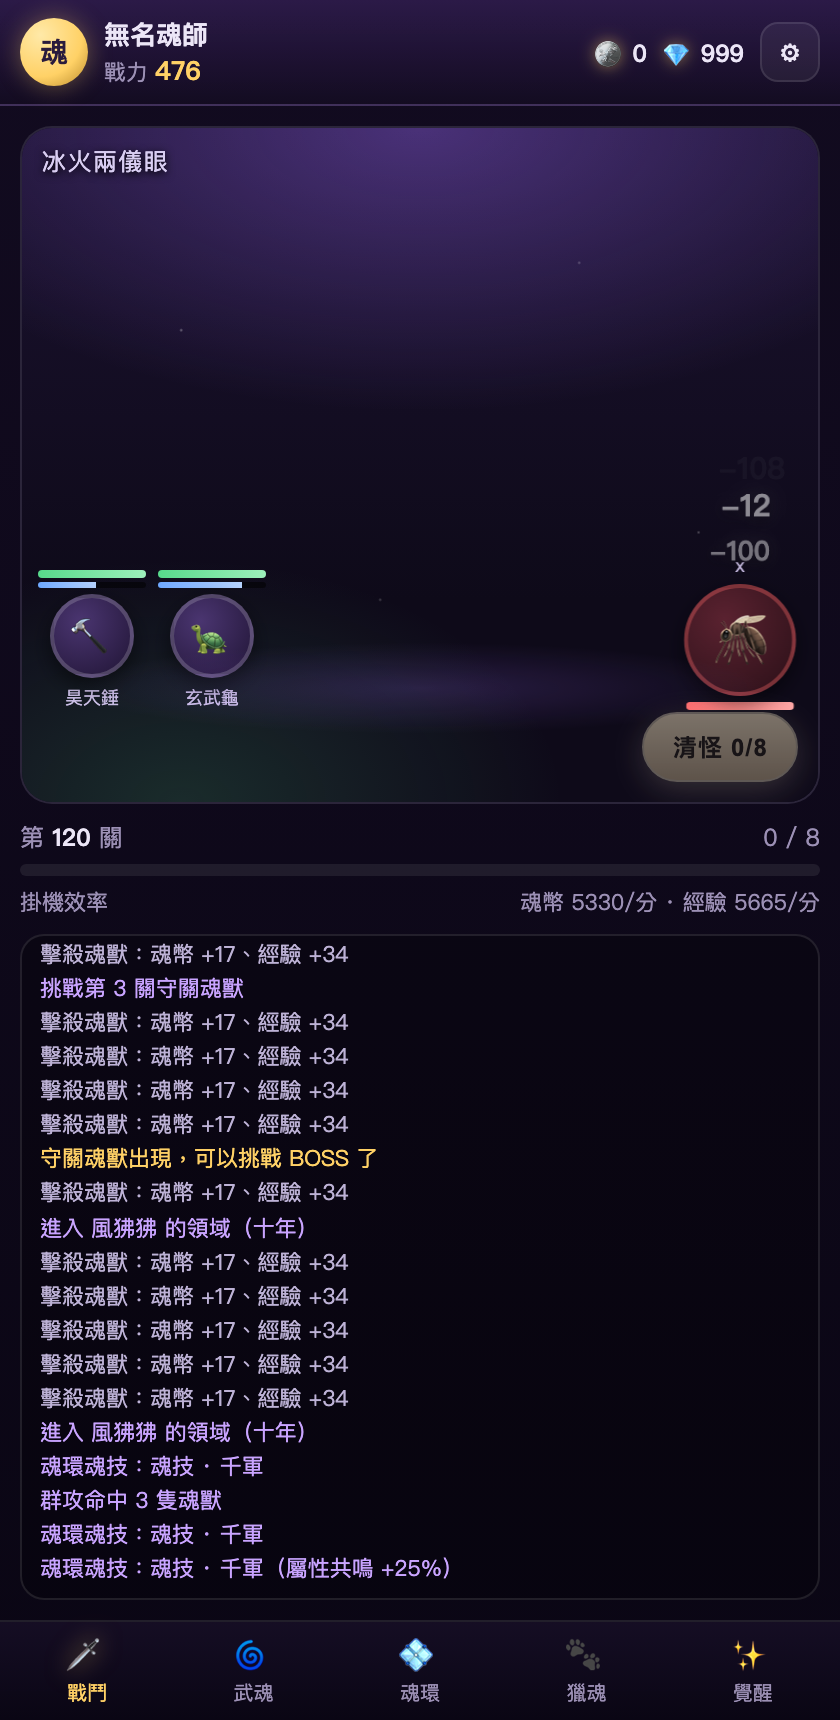 魂
無名魂師
戰力 476
0 999
冰火兩儀眼
−108
−12
−100
x
昊天錘
玄武龜
清怪 0/8
第 120 關
0 / 8
掛機效率
魂幣 5330/分 · 經驗 5665/分
擊殺魂獸：魂幣 +17、經驗 +34
挑戰第 3 關守關魂獸
擊殺魂獸：魂幣 +17、經驗 +34
擊殺魂獸：魂幣 +17、經驗 +34
擊殺魂獸：魂幣 +17、經驗 +34
擊殺魂獸：魂幣 +17、經驗 +34
守關魂獸出現，可以挑戰 BOSS 了
擊殺魂獸：魂幣 +17、經驗 +34
進入 風狒狒 的領域（十年）
擊殺魂獸：魂幣 +17、經驗 +34
擊殺魂獸：魂幣 +17、經驗 +34
擊殺魂獸：魂幣 +17、經驗 +34
擊殺魂獸：魂幣 +17、經驗 +34
擊殺魂獸：魂幣 +17、經驗 +34
進入 風狒狒 的領域（十年）
魂環魂技：魂技 · 千軍
群攻命中 3 隻魂獸
魂環魂技：魂技 · 千軍
魂環魂技：魂技 · 千軍（屬性共鳴 +25%）
戰鬥
武魂
魂環
獵魂
覺醒